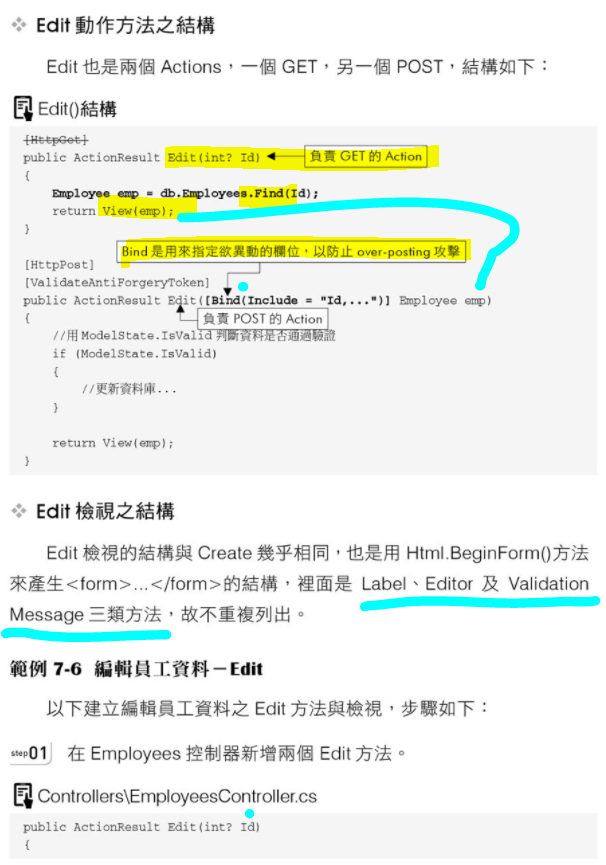 ❖ Edit 動作方法之結構
Edit 也是兩個 Actions，一個 GET，另一個 POST，結構如下：
Edit()結構
[HttpGet]
public ActionResult Edit(int? Id) 負責 GET 的 Action
{
Employee emp = db.Employees.Find(Id);
return View(emp);
}
Bind 是用來指定欲異動的欄位，以防止 over-posting 攻擊
[HttpPost]
[ValidateAntiForgeryToken]
public ActionResult Edit([Bind(Include = "Id,...")] Employee emp)
{ 負責 POST 的 Action
//用 ModelState.IsValid 判斷資料是否通過驗證
if (ModelState.IsValid)
{
//更新資料庫...
}
return View(emp);
}
❖ Edit 檢視之結構
Edit 檢視的結構與 Create 幾乎相同，也是用 Html.BeginForm()方法
來產生<form>...</form>的結構，裡面是 Label、Editor 及 Validation
Message 三類方法，故不重複列出。
範例 7-6 編輯員工資料－Edit
以下建立編輯員工資料之 Edit 方法與檢視，步驟如下：
step01 在 Employees 控制器新增兩個 Edit 方法。
Controllers\EmployeesController.cs
public ActionResult Edit(int? Id)
{